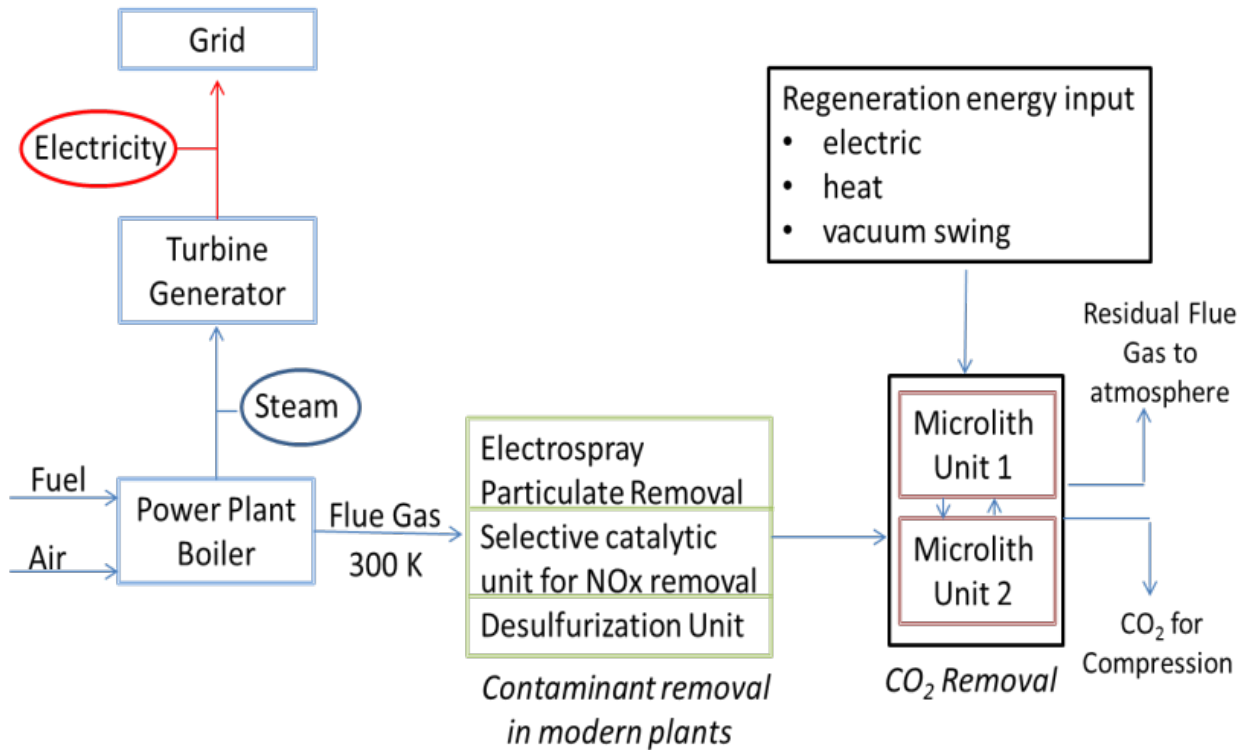 Grid
Electricity
Turbine
Generator
Steam
Fuel
Air
Power Plant
Boiler
Flue Gas
300 K
Electrospray
Particulate Removal
Selective catalytic
unit for NOx removal
Desulfurization Unit
Contaminant removal
in modern plants
Regeneration energy input
• electric
• heat
• vacuum swing
Microlith
Unit 1
Microlith
Unit 2
CO₂ Removal
Residual Flue
Gas to
atmosphere
CO₂ for
Compression